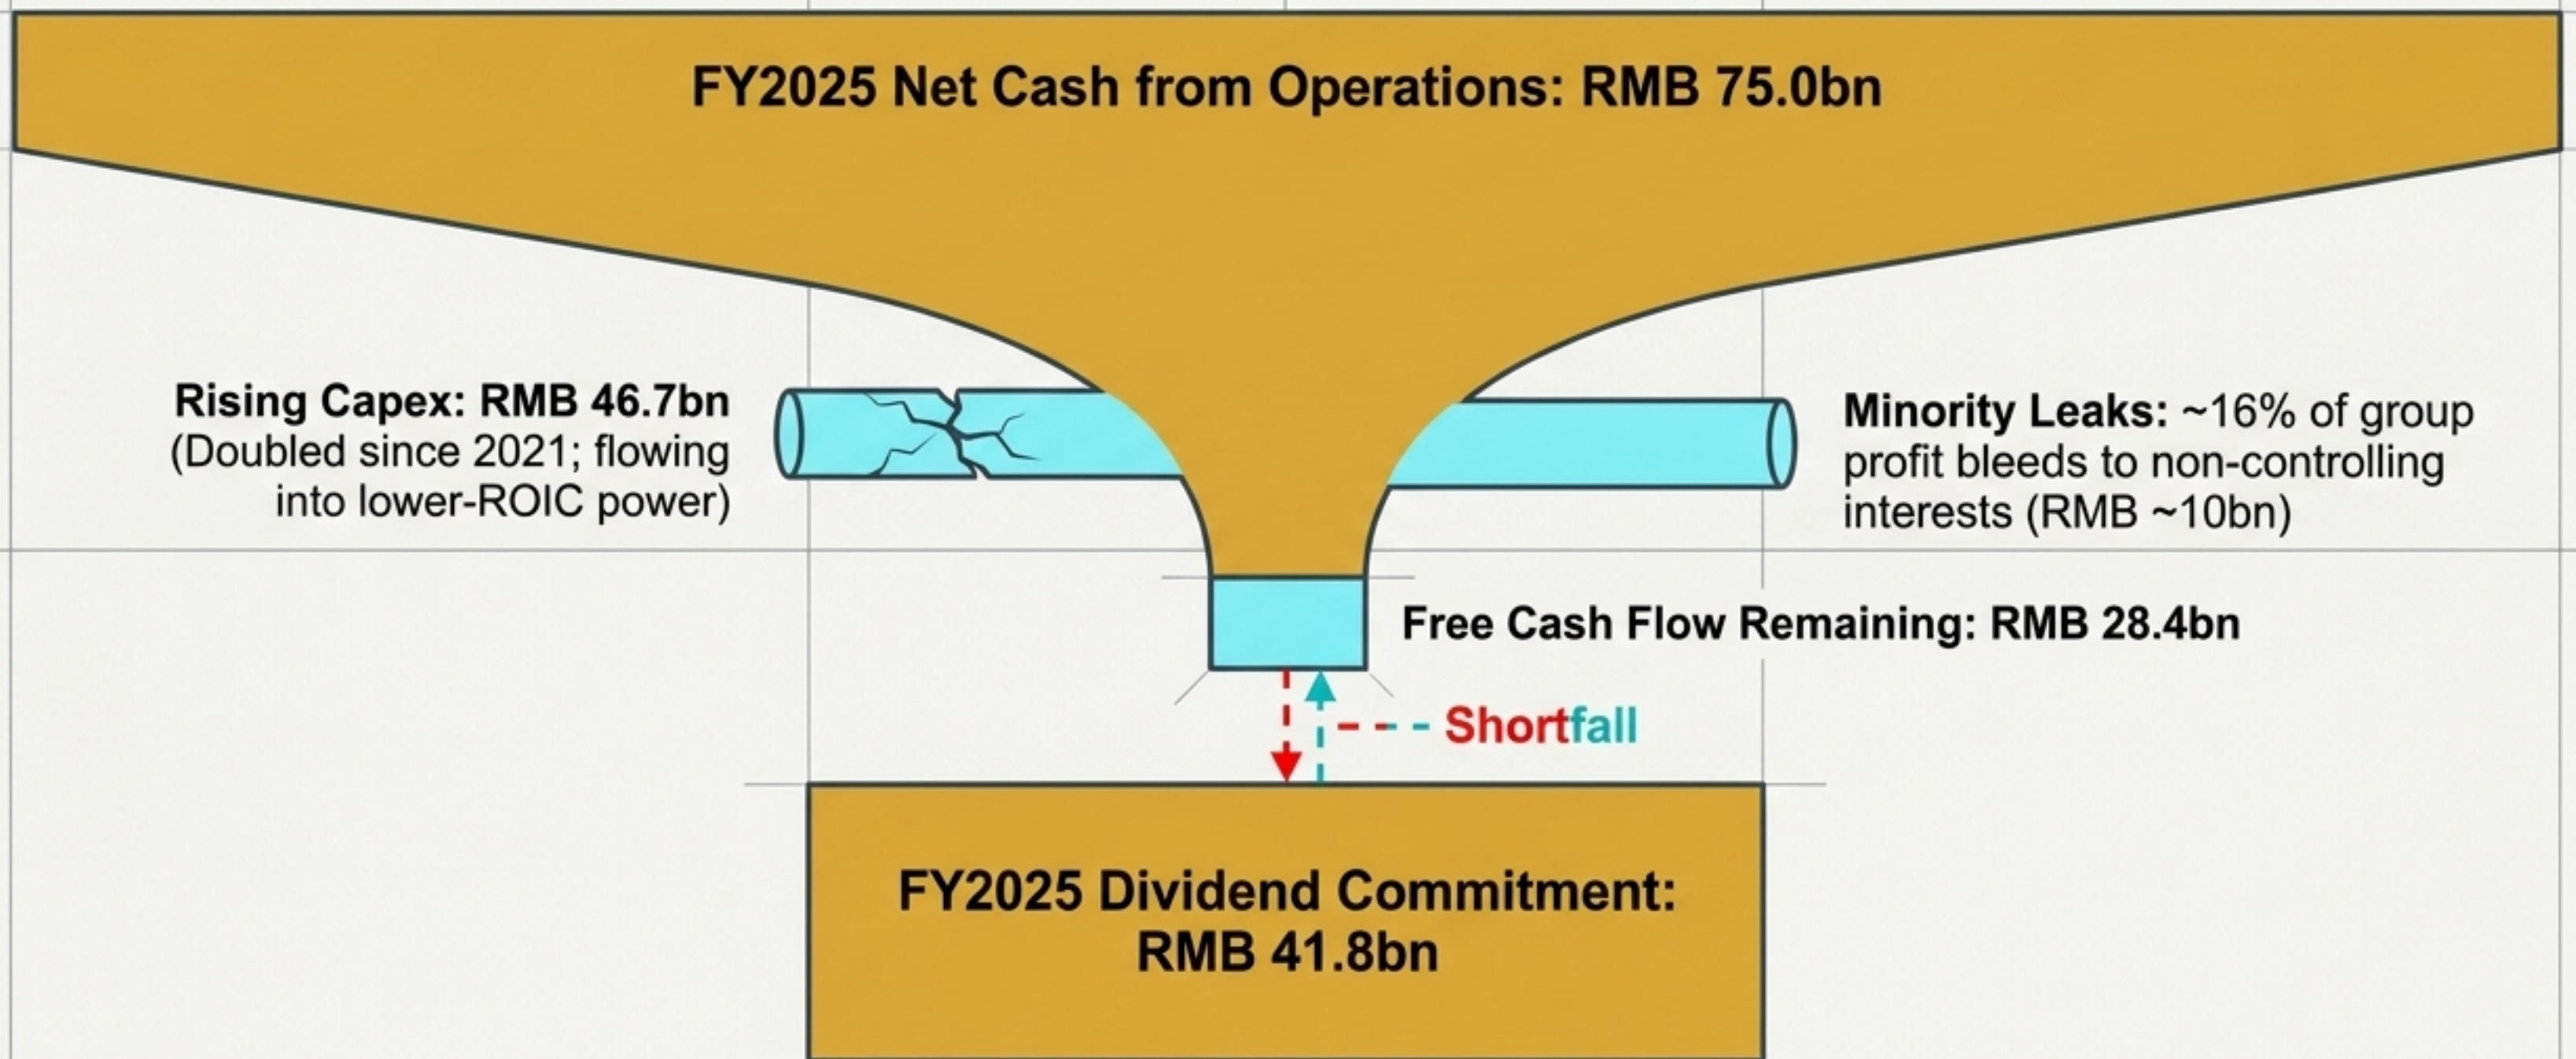 FY2025 Net Cash from Operations: RMB 75.0bn
Rising Capex: RMB 46.7bn
(Doubled since 2021; flowing
into lower-ROIC power)
Minority Leaks: ~16% of group
profit bleeds to non-controlling
interests (RMB ~10bn)
Free Cash Flow Remaining: RMB 28.4bn
Shortfall
FY2025 Dividend Commitment:
RMB 41.8bn